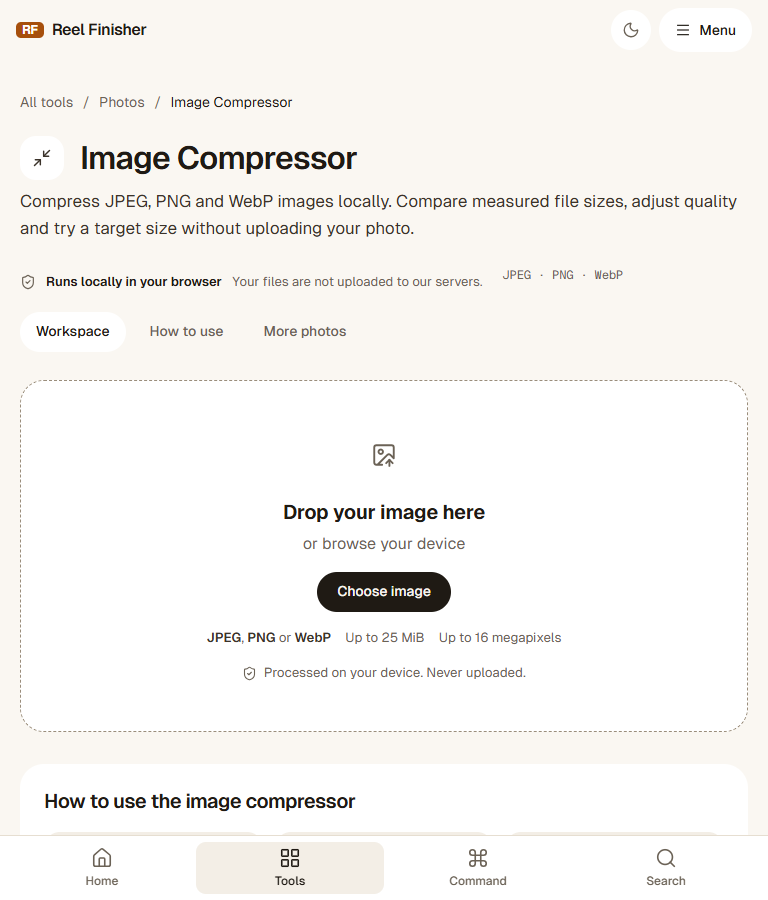 RF Reel Finisher
Menu
All tools / Photos / Image Compressor
Image Compressor
Compress JPEG, PNG and WebP images locally. Compare measured file sizes, adjust quality
and try a target size without uploading your photo.
Runs locally in your browser Your files are not uploaded to our servers. JPEG · PNG · WebP
Workspace How to use More photos
Drop your image here
or browse your device
Choose image
JPEG, PNG or WebP Up to 25 MiB Up to 16 megapixels
Processed on your device. Never uploaded.
How to use the image compressor
Home Tools Command Search